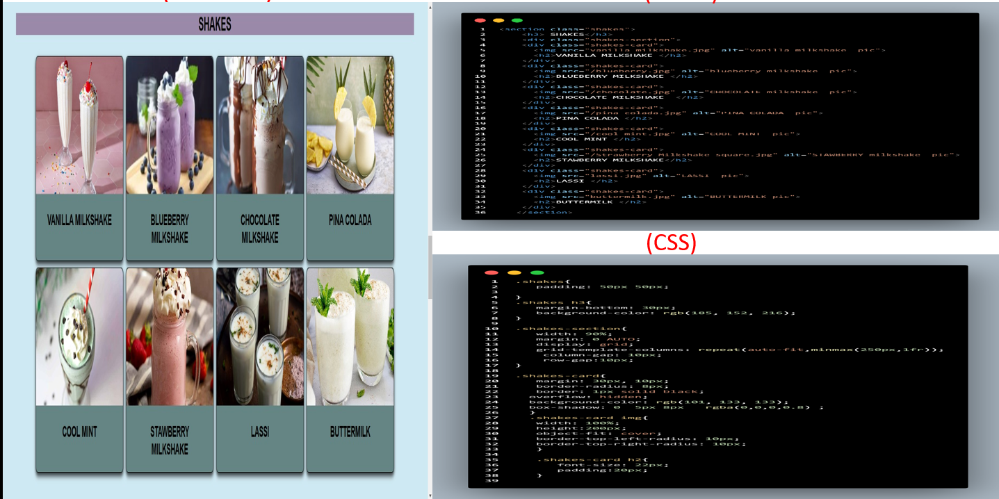 SHAKES
VANILLA MILKSHAKE
BLUEBERRY
MILKSHAKE
CHOCOLATE
MILKSHAKE
PINA COLADA
COOL MINT
STAWBERRY
MILKSHAKE
LASSI
BUTTERMILK
1 <section class="shakes">
2 <h3> SHAKES</h3>
3 <div class="shakes-section">
4 <div class="shakes-card">
5 <img src="vanilla milkshake.jpg" alt="vanilla milkshake pic">
6 <h2>VANILLA MILKSHAKE </h2>
7 </div>
8 <div class="shakes-card">
9 <img src="/blueberry.jpg" alt="blueberry milkshake pic">
10 <h2>BLUEBERRY MILKSHAKE </h2>
11 </div>
12 <div class="shakes-card">
13 <img src="/chocolate.jpg" alt="CHOCOLATE milkshake pic">
14 <h2>CHOCOLATE MILKSHAKE </h2>
15 </div>
16 <div class="shakes-card">
17 <img src="/pina colada.jpg" alt="PINA COLADA pic">
18 <h2>PINA COLADA </h2>
19 </div>
20 <div class="shakes-card">
21 <img src="/cool mint.jpg" alt="COOL MINT pic">
22 <h2>COOL MINT </h2>
23 </div>
24 <div class="shakes-card">
25 <img src="/Strawberry Milkshake square.jpg" alt="STAWBERRY milkshake pic">
26 <h2>STAWBERRY MILKSHAKE</h2>
27 </div>
28 <div class="shakes-card">
29 <img src="lassi.jpg" alt="LASSI pic">
30 <h2>LASSI </h2>
31 </div>
32 <div class="shakes-card">
33 <img src="buttermilk.jpg" alt="BUTTERMILK pic">
34 <h2>BUTTERMILK </h2>
35 </div>
36 </section>
(CSS)
1 .shakes{
2 padding: 50px 50px;
3
4 }
5 .shakes h3{
6 margin-bottom: 30px;
7 background-color: rgb(185, 152, 216);
8 }
9
10 .shakes-section{
11 width: 90%;
12 margin: 0 AUTO;
13 display: grid;
14 grid-template-columns: repeat(auto-fit,minmax(250px,1fr));
15 column-gap: 10px;
16 row-gap:10px;
17 }
18
19 .shakes-card{
20 margin: 30px, 10px;
21 border-radius: 8px;
22 border: 1px solid black;
23 overflow: hidden;
24 background-color: rgb(101, 133, 133);
25 box-shadow: 0 5px 8px rgba(0,0,0,0.8) ;
26 }
27 .shakes-card img{
28 width: 100%;
29 height:200px;
30 object-fit: cover;
31 border-top-left-radius: 10px;
32 border-top-right-radius: 10px;
33 }
34
35 .shakes-card h2{
36 font-size: 22px;
37 padding:20px;
38 }
39